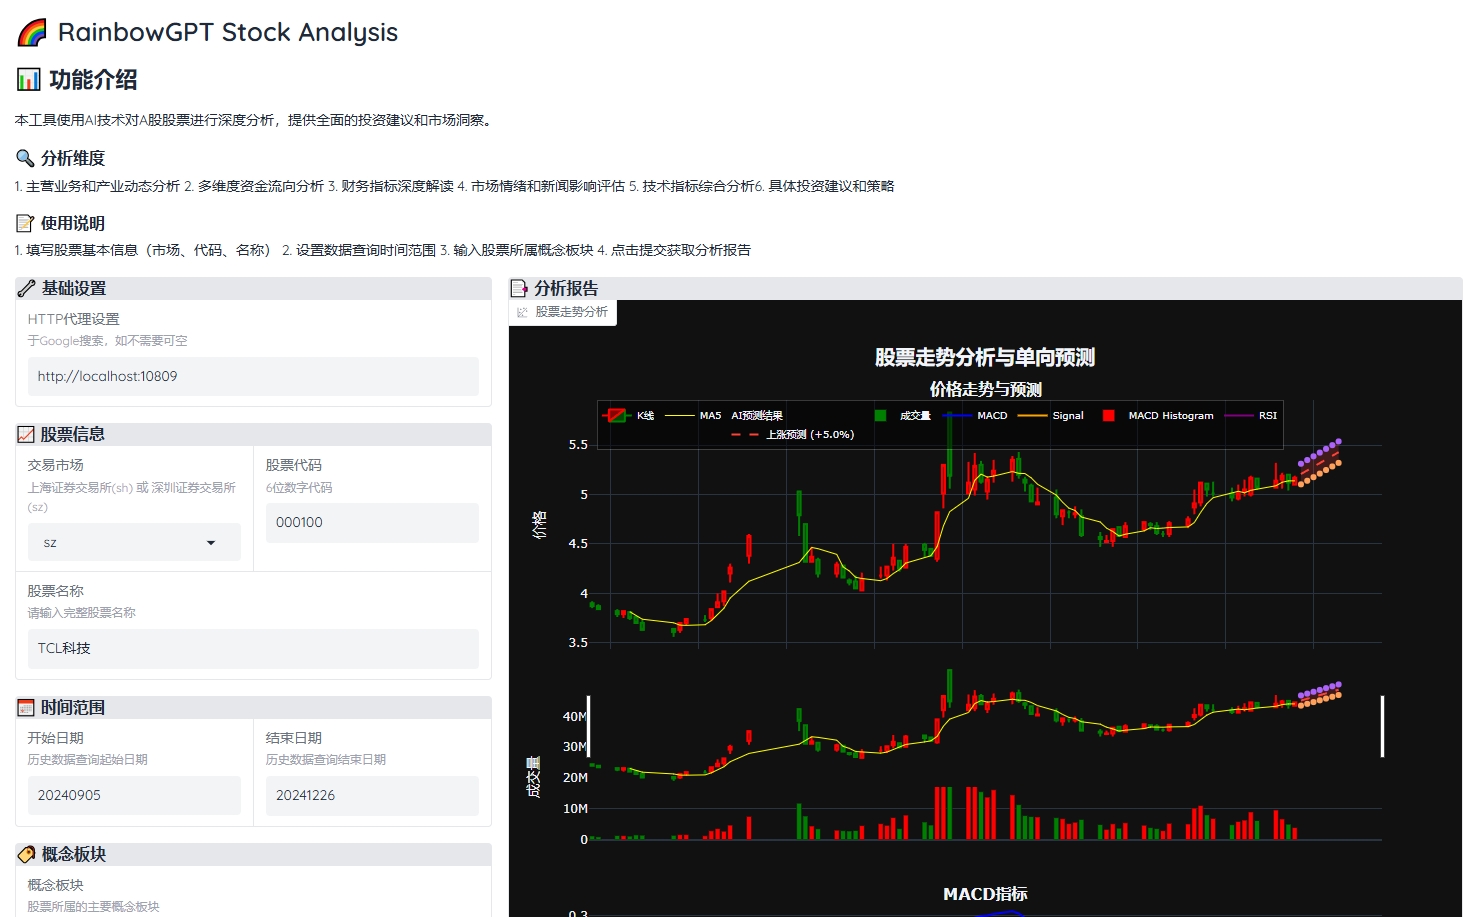 RainbowGPT Stock Analysis
功能介绍
本工具使用AI技术对A股股票进行深度分析，提供全面的投资建议和市场洞察。
分析维度
1. 主营业务和产业动态分析 2. 多维度资金流向分析 3. 财务指标深度解读 4. 市场情绪和新闻影响评估 5. 技术指标综合分析6. 具体投资建议和策略
使用说明
1. 填写股票基本信息（市场、代码、名称） 2. 设置数据查询时间范围 3. 输入股票所属概念板块 4. 点击提交获取分析报告
基础设置
HTTP代理设置
于Google搜索，如不需要可空
http://localhost:10809
股票信息
交易市场
上海证券交易所(sh) 或 深圳证券交易所
(sz)
sz
股票代码
6位数字代码
000100
股票名称
请输入完整股票名称
TCL科技
时间范围
开始日期
历史数据查询起始日期
20240905
结束日期
历史数据查询结束日期
20241226
概念板块
概念板块
股票所属的主要概念板块
分析报告
股票走势分析
股票走势分析与单向预测
价格走势与预测
K线 MA5 AI预测结果 成交量 MACD Signal MACD Histogram RSI
上涨预测 (+5.0%)
5.5
5
4.5
4
3.5
价格
40M
30M
20M
10M
0
成交量
MACD指标
0.3